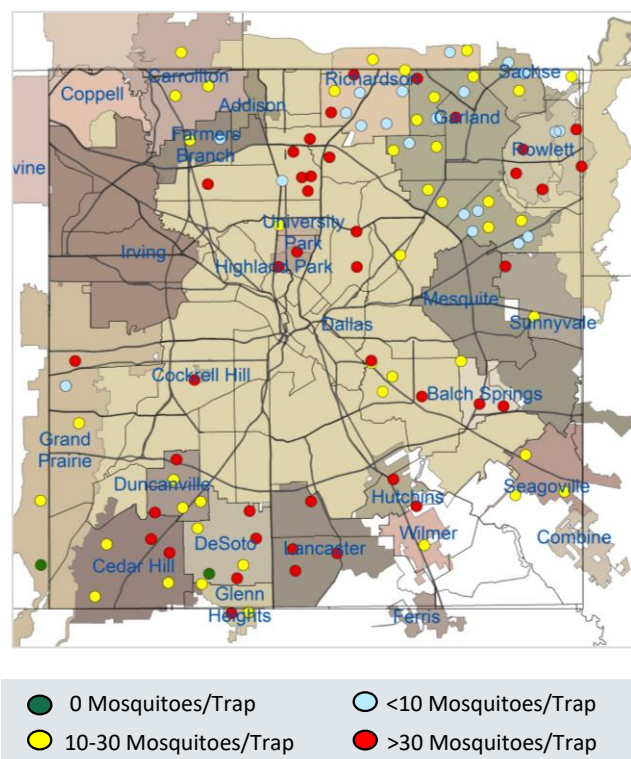 Carrollton
Richardson
Sachse
Coppell
Addison
Garland
Farmers
Branch
Rowlett
vine
University
Park
Irving
Highland Park
Mesquite
Dallas
Sunnyvale
Cockrell Hill
Balch Springs
Grand
Prairie
Duncanville
Hutchins
Seagoville
Wilmer
Combine
DeSoto
Lancaster
Cedar Hill
Glenn
Heights
Ferris
0 Mosquitoes/Trap
<10 Mosquitoes/Trap
10-30 Mosquitoes/Trap
>30 Mosquitoes/Trap